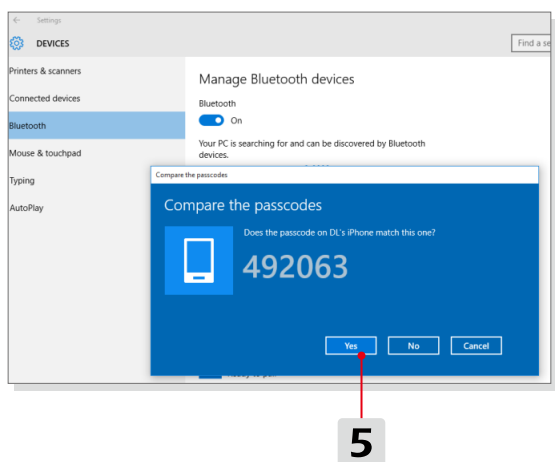 Settings
DEVICES
Find a se
Printers & scanners
Connected devices
Bluetooth
Mouse & touchpad
Typing
AutoPlay
Manage Bluetooth devices
Bluetooth
On
Your PC is searching for and can be discovered by Bluetooth
devices.
Compare the passcodes
Compare the passcodes
Does the passcode on DL's iPhone match this one?
492063
Yes
No
Cancel
5